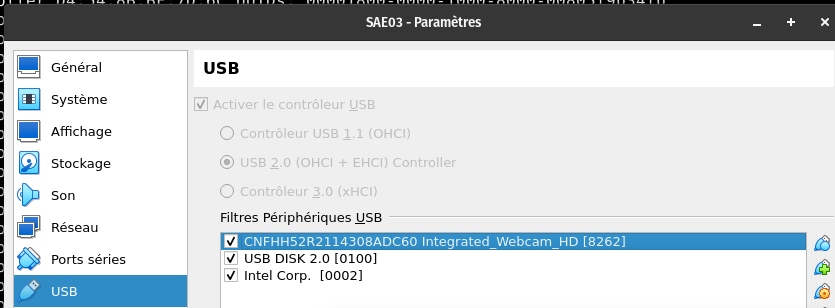 SAE03 - Paramètres
Général
Système
Affichage
Stockage
Son
Réseau
Ports séries
USB
USB
Activer le contrôleur USB
Contrôleur USB 1.1 (OHCI)
USB 2.0 (OHCI + EHCI) Controller
Contrôleur 3.0 (xHCI)
Filtres Périphériques USB
CNFHH52R2114308ADC60 Integrated_Webcam_HD [8262]
USB DISK 2.0 [0100]
Intel Corp. [0002]